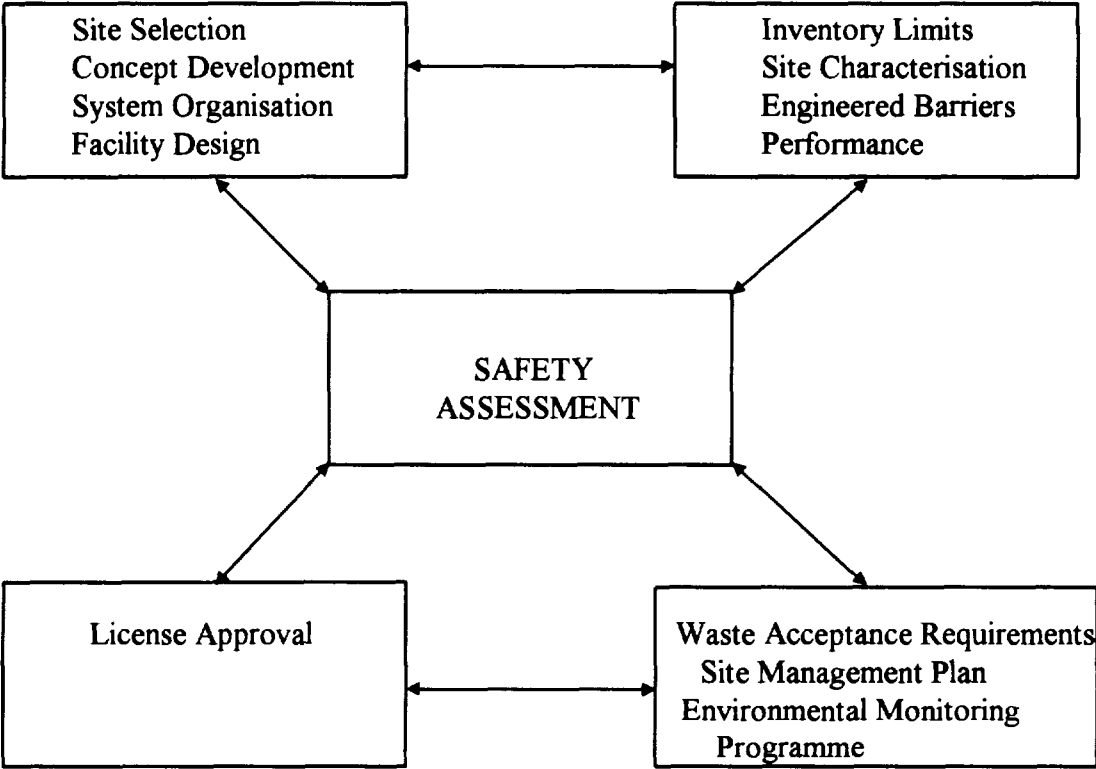 Site Selection
Concept Development
System Organisation
Facility Design
Inventory Limits
Site Characterisation
Engineered Barriers
Performance
SAFETY
ASSESSMENT
License Approval
Waste Acceptance Requirements
Site Management Plan
Environmental Monitoring
Programme